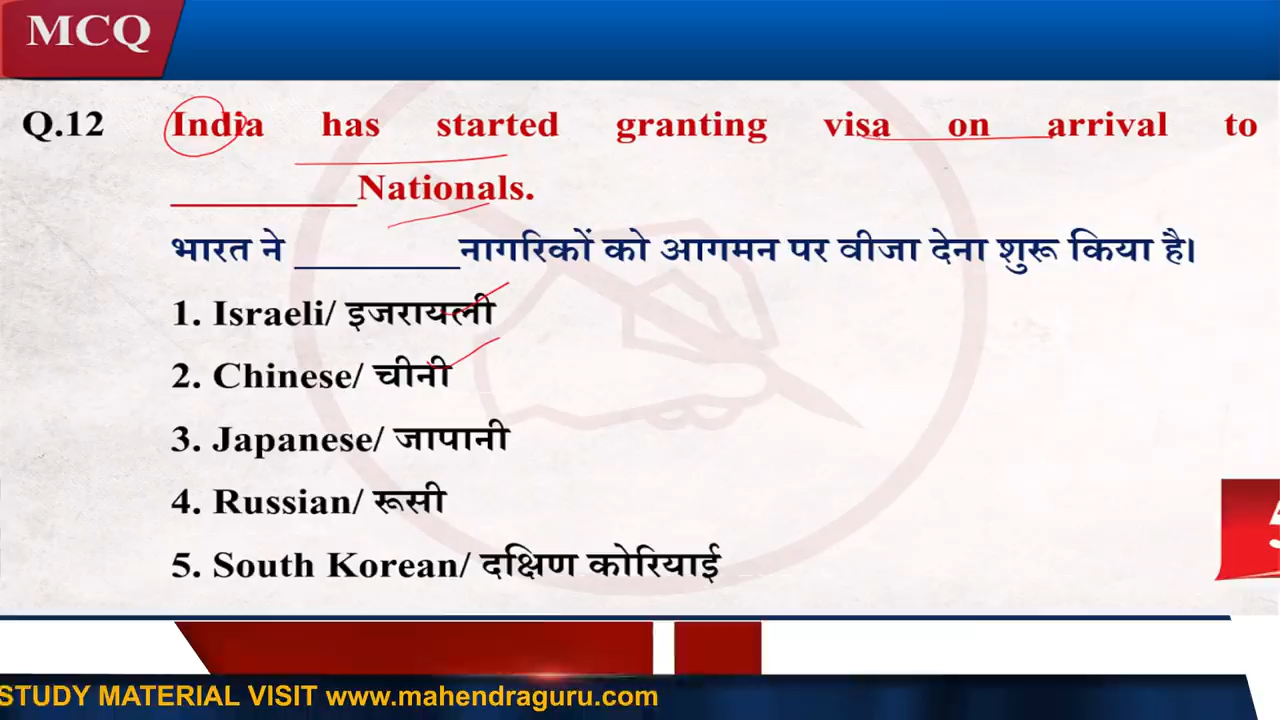 MCQ
Q.12 India has started granting visa on arrival to
__________Nationals.
भारत ने __________नागरिकों को आगमन पर वीजा देना शुरू किया है।
1. Israeli/ इजरायली
2. Chinese/ चीनी
3. Japanese/ जापानी
4. Russian/ रूसी
5. South Korean/ दक्षिण कोरियाई
STUDY MATERIAL VISIT www.mahendraguru.com